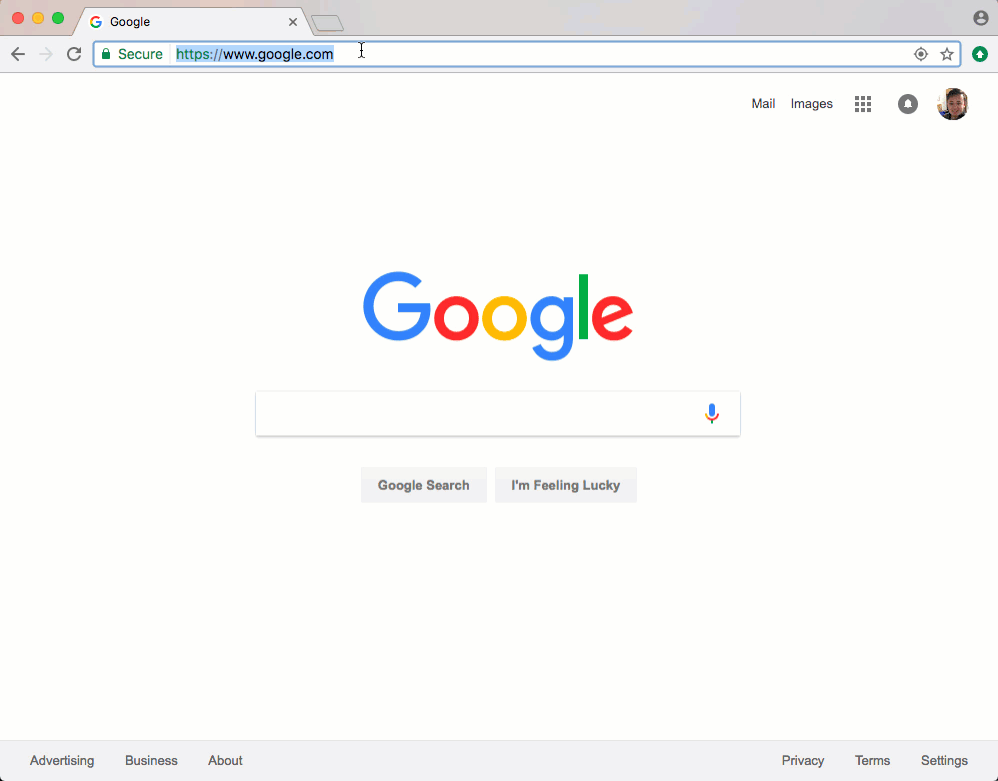 Google
Secure https://www.google.com
Mail Images
Google
Google Search I'm Feeling Lucky
Advertising Business About Privacy Terms Settings